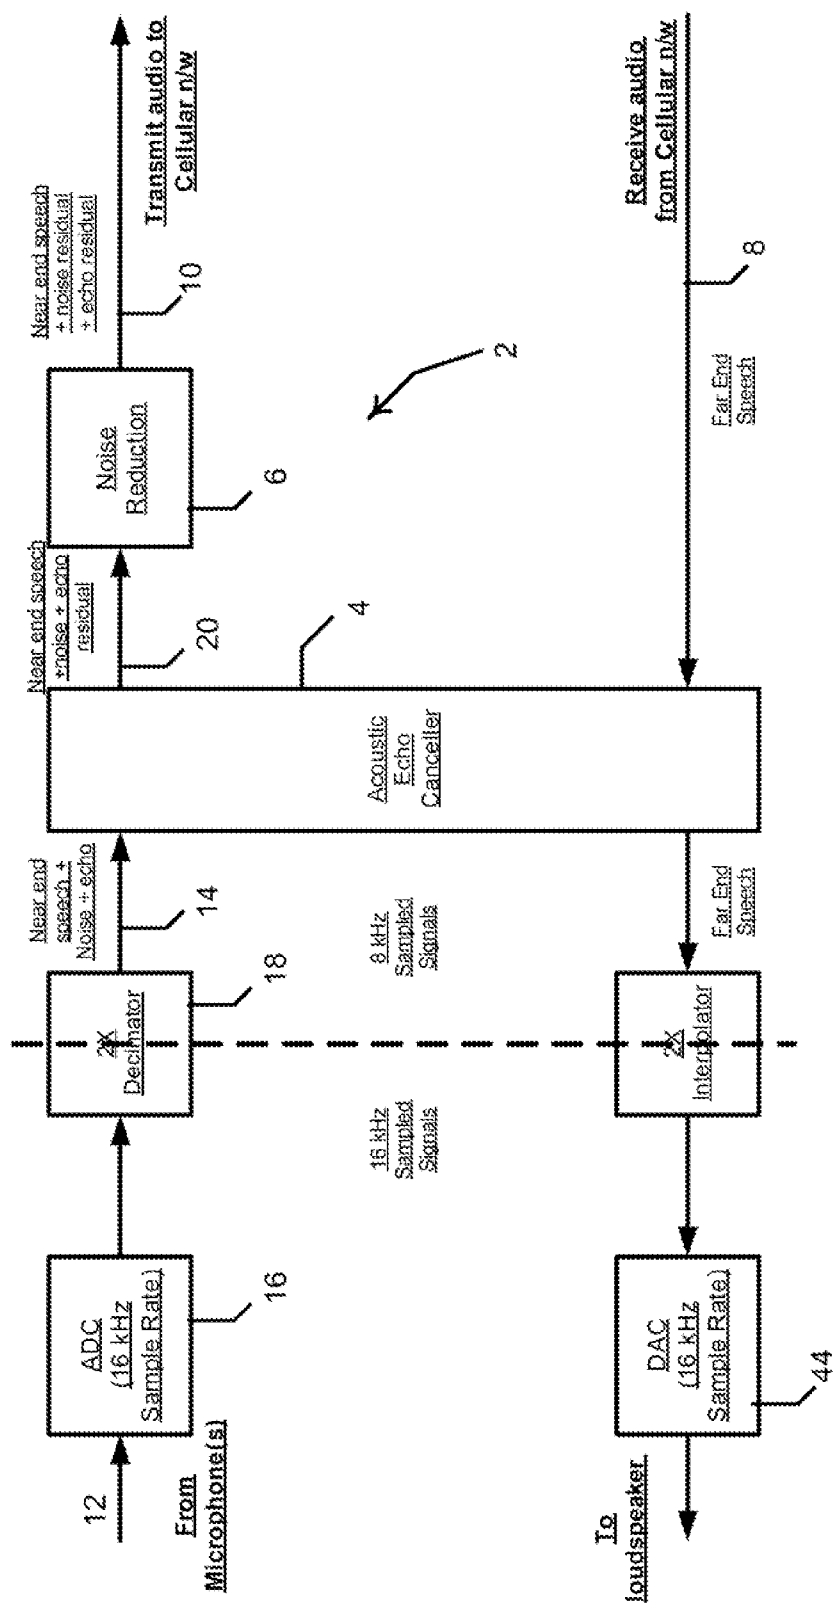 12
From
Microphone(s)
ADC
(16 kHz
Sample Rate)
16
2X
Decimator
18
Near end
speech +
Noise + echo
14
Near end speech
+noise + echo
residual
20
Noise
Reduction
6
Near end speech
+ noise residual
+ echo residual
10
Transmit audio to
Cellular n/w
16 kHz
Sampled
Signals
8 kHz
Sampled
Signals
Acoustic
Echo
Canceller
4
2
To
loudspeaker
DAC
(16 kHz
Sample Rate)
44
2X
Interpolator
Far End
Speech
Far End
Speech
8
Receive audio
from Cellular n/w